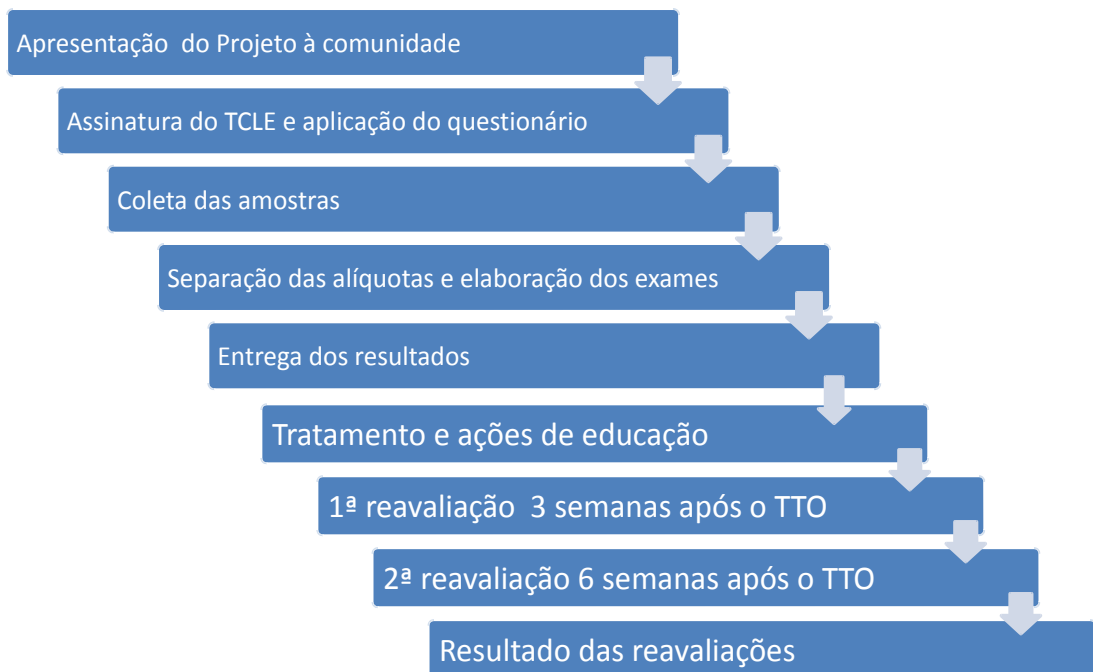 Apresentação do Projeto à comunidade
Assinatura do TCLE e aplicação do questionário
Coleta das amostras
Separação das alíquotas e elaboração dos exames
Entrega dos resultados
Tratamento e ações de educação
1ª reavaliação 3 semanas após o TTO
2ª reavaliação 6 semanas após o TTO
Resultado das reavaliações